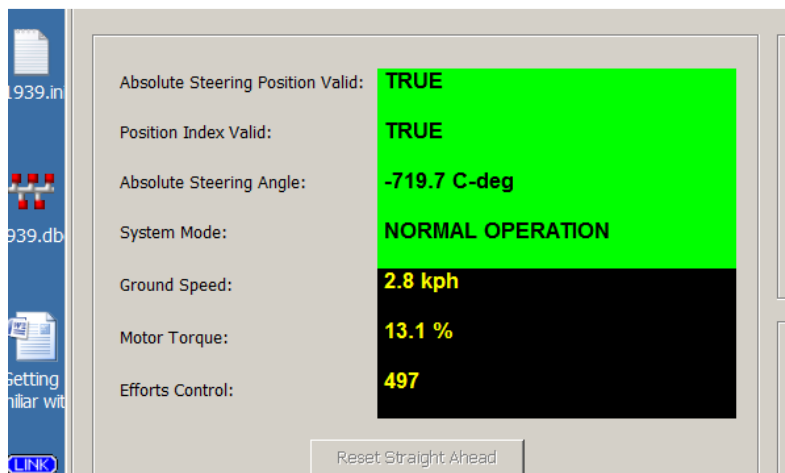 1939.in
939.db
Getting
niliar wit
LINK
Absolute Steering Position Valid: TRUE
Position Index Valid: TRUE
Absolute Steering Angle: -719.7 C-deg
System Mode: NORMAL OPERATION
Ground Speed: 2.8 kph
Motor Torque: 13.1 %
Efforts Control: 497
Reset Straight Ahead